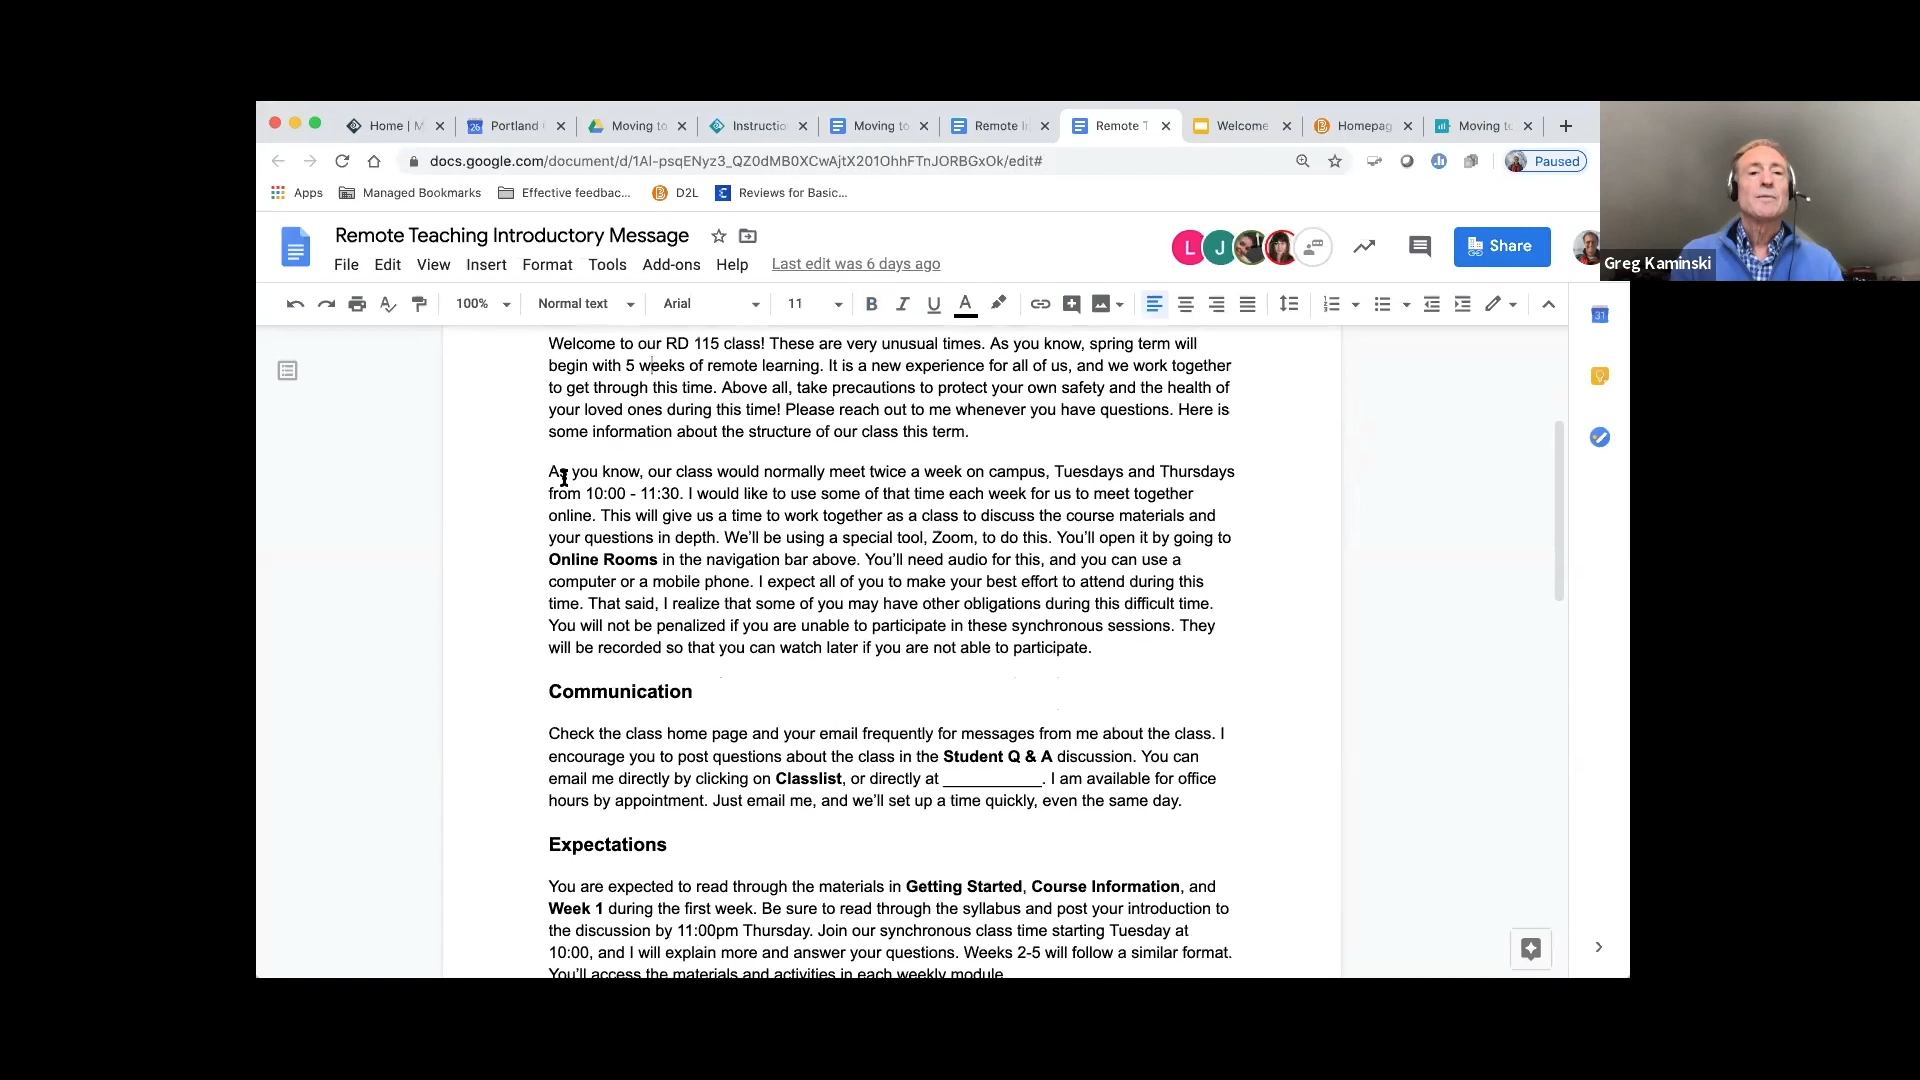 Home | M
Portland
Moving to
Instructio
Moving to
Remote I
Remote T
Welcome
Homepag
Moving to
docs.google.com/document/d/1Al-psqENyz3_QZ0dMB0XCwAjtX201OhhFTnJORBGxOk/edit#
Paused
Apps
Managed Bookmarks
Effective feedbac...
D2L
Reviews for Basic...
Remote Teaching Introductory Message
L
J
Share
File Edit View Insert Format Tools Add-ons Help Last edit was 6 days ago
Greg Kaminski
100% Normal text Arial 11 B I U A
31
Welcome to our RD 115 class! These are very unusual times. As you know, spring term will
begin with 5 weeks of remote learning. It is a new experience for all of us, and we work together
to get through this time. Above all, take precautions to protect your own safety and the health of
your loved ones during this time! Please reach out to me whenever you have questions. Here is
some information about the structure of our class this term.
As you know, our class would normally meet twice a week on campus, Tuesdays and Thursdays
from 10:00 - 11:30. I would like to use some of that time each week for us to meet together
online. This will give us a time to work together as a class to discuss the course materials and
your questions in depth. We'll be using a special tool, Zoom, to do this. You'll open it by going to
Online Rooms in the navigation bar above. You'll need audio for this, and you can use a
computer or a mobile phone. I expect all of you to make your best effort to attend during this
time. That said, I realize that some of you may have other obligations during this difficult time.
You will not be penalized if you are unable to participate in these synchronous sessions. They
will be recorded so that you can watch later if you are not able to participate.
Communication
Check the class home page and your email frequently for messages from me about the class. I
encourage you to post questions about the class in the Student Q & A discussion. You can
email me directly by clicking on Classlist, or directly at ___________. I am available for office
hours by appointment. Just email me, and we'll set up a time quickly, even the same day.
Expectations
You are expected to read through the materials in Getting Started, Course Information, and
Week 1 during the first week. Be sure to read through the syllabus and post your introduction to
the discussion by 11:00pm Thursday. Join our synchronous class time starting Tuesday at
10:00, and I will explain more and answer your questions. Weeks 2-5 will follow a similar format.
You'll access the materials and activities in each weekly module.